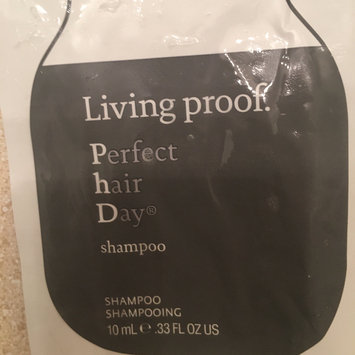 Living proof.
Perfect
hair
Day®
shampoo
SHAMPOO
SHAMPOOING
10 mL ℮ .33 FL OZ US